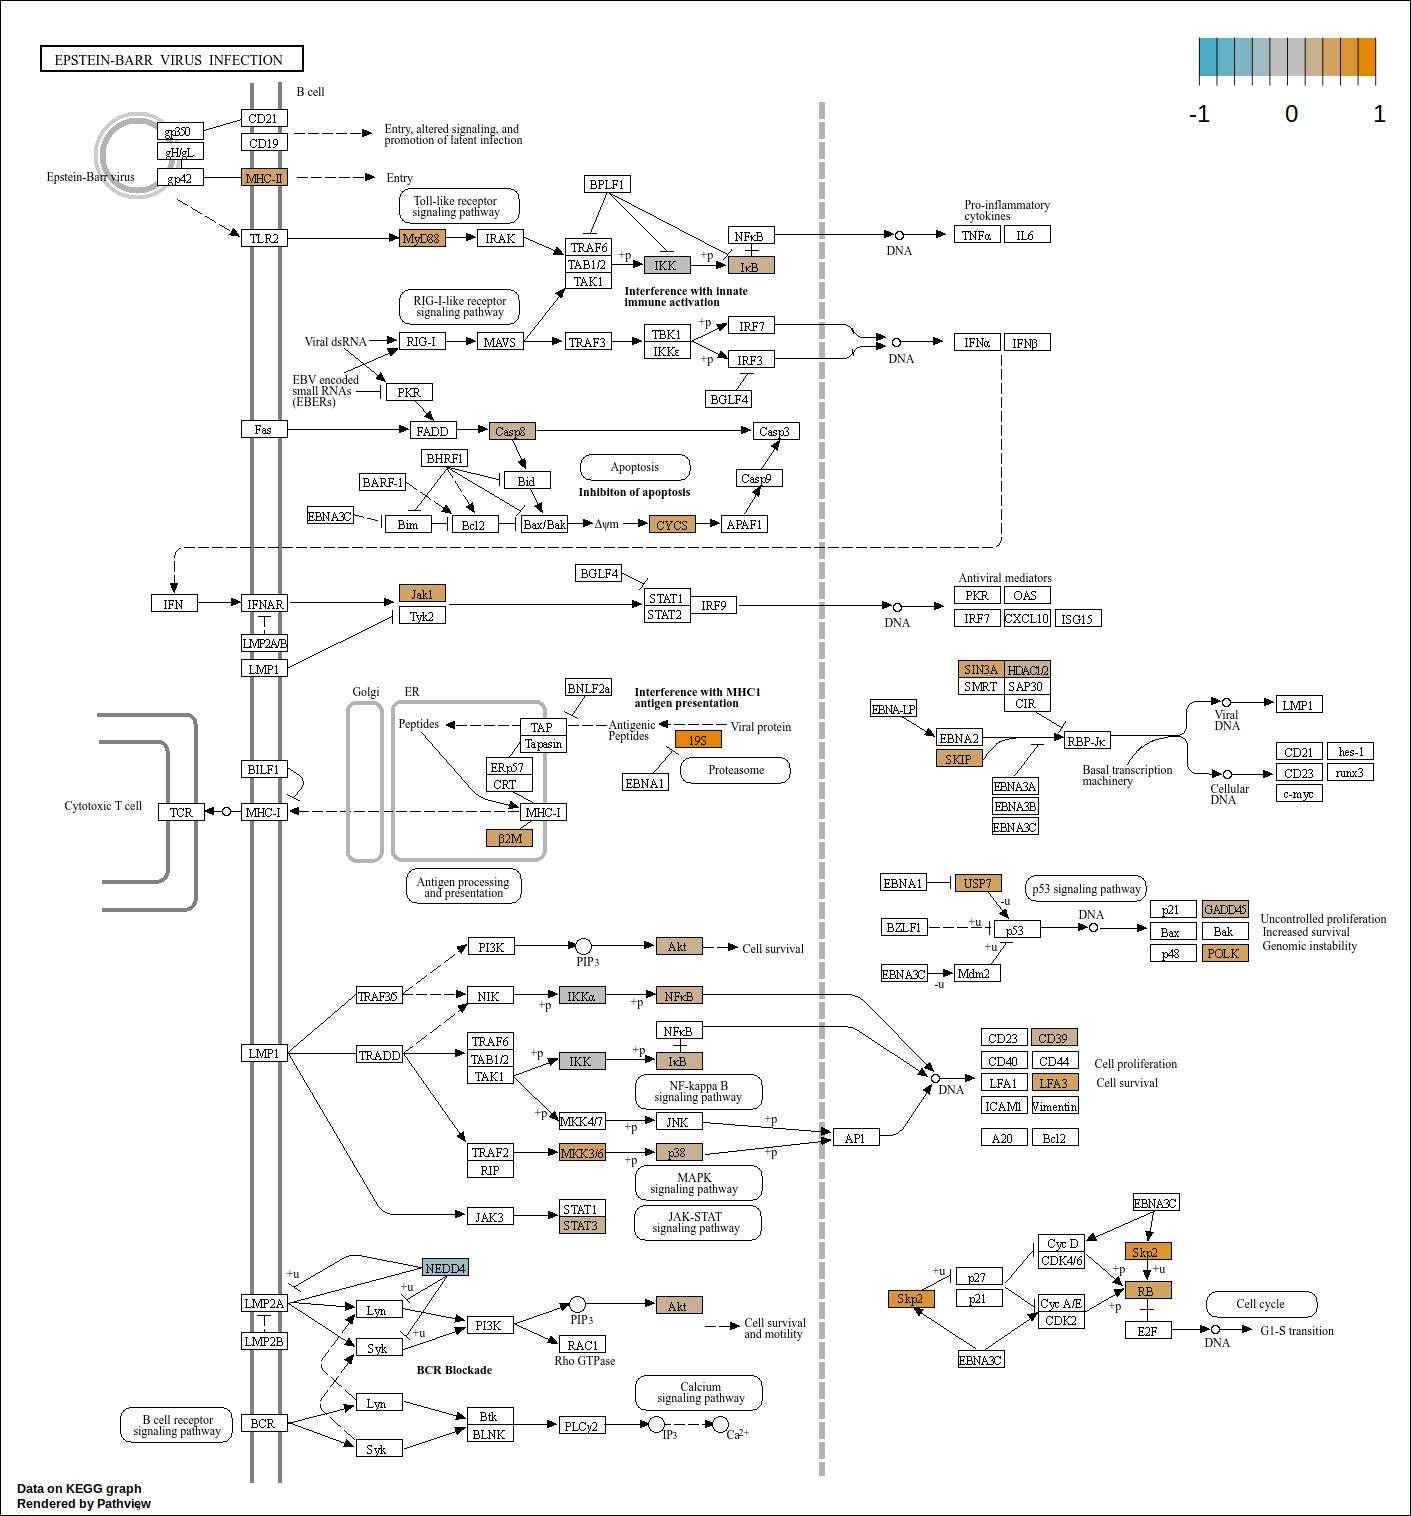 EPSTEIN-BARR VIRUS INFECTION
-1 0 1
B cell
gp350
CD21
gH/gL
CD19
Entry, altered signaling, and
promotion of latent infection
Epstein-Barr virus
gp42
MHC-II
Entry
Toll-like receptor
signaling pathway
BPLF1
TLR2
MyD88
IRAK
TRAF6
TAB1/2
TAK1
+p
IKK
+p
NFκB
IκB
DNA
Pro-inflammatory
cytokines
TNFα
IL6
Interference with innate
immune activation
RIG-I-like receptor
signaling pathway
Viral dsRNA
RIG-I
MAVS
TRAF3
TBK1
IKKε
+p
+p
IRF7
IRF3
DNA
IFNα
IFNβ
EBV encoded
small RNAs
(EBERs)
PKR
BGLF4
Fas
FADD
Casp8
Casp3
BHRF1
BARF-1
Bid
Apoptosis
Inhibiton of apoptosis
Casp9
EBNA3C
Bim
Bcl2
Bax/Bak
Δψm
CYCS
APAF1
IFN
IFNAR
Jak1
Tyk2
BGLF4
STAT1
STAT2
IRF9
DNA
Antiviral mediators
PKR
OAS
IRF7
CXCL10
ISG15
LMP2A/B
LMP1
Golgi
ER
BNLF2a
Interference with MHC1
antigen presentation
Peptides
TAP
Tapasin
Antigenic
Peptides
Viral protein
19S
ERp57
CRT
EBNA1
Proteasome
BILF1
Cytotoxic T cell
TCR
MHC-I
MHC-I
β2M
Antigen processing
and presentation
SIN3A
HDAC1/2
SMRT
SAP30
CIR
EBNA-LP
EBNA2
SKIP
RBP-Jκ
EBNA3A
EBNA3B
EBNA3C
Basal transcription
machinery
Viral
DNA
LMP1
Cellular
DNA
CD21
hes-1
CD23
runx3
c-myc
EBNA1
USP7
p53 signaling pathway
-u
BZLF1
+u
p53
+u
DNA
EBNA3C
-u
Mdm2
p21
GADD45
Bax
Bak
p48
POLK
Uncontrolled proliferation
Increased survival
Genomic instability
PI3K
PIP3
Akt
Cell survival
TRAF3/5
NIK
+p
IKKα
+p
NFκB
LMP1
TRADD
TRAF6
TAB1/2
TAK1
+p
IKK
+p
NFκB
IκB
NF-kappa B
signaling pathway
+p
MKK4/7
+p
JNK
+p
TRAF2
RIP
MKK3/6
+p
p38
+p
MAPK
signaling pathway
AP1
DNA
CD23
CD39
CD40
CD44
LFA1
LFA3
ICAM1
Vimentin
A20
Bcl2
Cell proliferation
Cell survival
JAK3
STAT1
STAT3
JAK-STAT
signaling pathway
NEDD4
+u
+u
+u
LMP2A
LMP2B
Lyn
Syk
PI3K
PIP3
Akt
RAC1
Rho GTPase
Cell survival
and motility
BCR Blockade
B cell receptor
signaling pathway
BCR
Lyn
Syk
Btk
BLNK
PLCγ2
IP3
Ca2+
Calcium
signaling pathway
EBNA3C
Cyc D
CDK4/6
Skp2
+p
+u
RB
+p
Skp2
+u
p27
p21
Cyc A/E
CDK2
EBNA3C
E2F
DNA
Cell cycle
G1-S transition
Data on KEGG graph
Rendered by Pathview